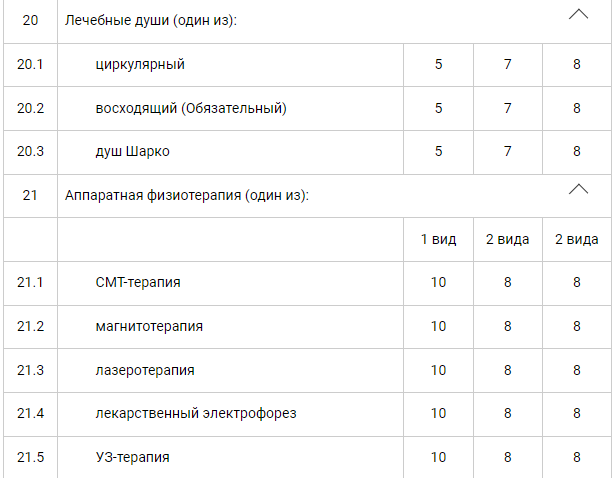 20 Лечебные души (один из):
20.1 циркулярный 5 7 8
20.2 восходящий (Обязательный) 5 7 8
20.3 душ Шарко 5 7 8
21 Аппаратная физиотерапия (один из):
1 вид 2 вида 2 вида
21.1 СМТ-терапия 10 8 8
21.2 магнитотерапия 10 8 8
21.3 лазеротерапия 10 8 8
21.4 лекарственный электрофорез 10 8 8
21.5 УЗ-терапия 10 8 8